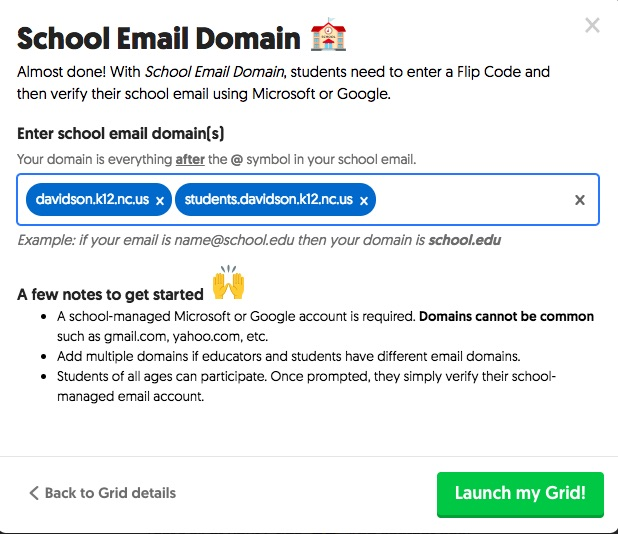 School Email Domain
Almost done! With School Email Domain, students need to enter a Flip Code and
then verify their school email using Microsoft or Google.
Enter school email domain(s)
Your domain is everything after the @ symbol in your school email.
davidson.k12.nc.us x students.davidson.k12.nc.us x x
Example: if your email is name@school.edu then your domain is school.edu
A few notes to get started
• A school-managed Microsoft or Google account is required. Domains cannot be common
such as gmail.com, yahoo.com, etc.
• Add multiple domains if educators and students have different email domains.
• Students of all ages can participate. Once prompted, they simply verify their school-
managed email account.
Back to Grid details
Launch my Grid!